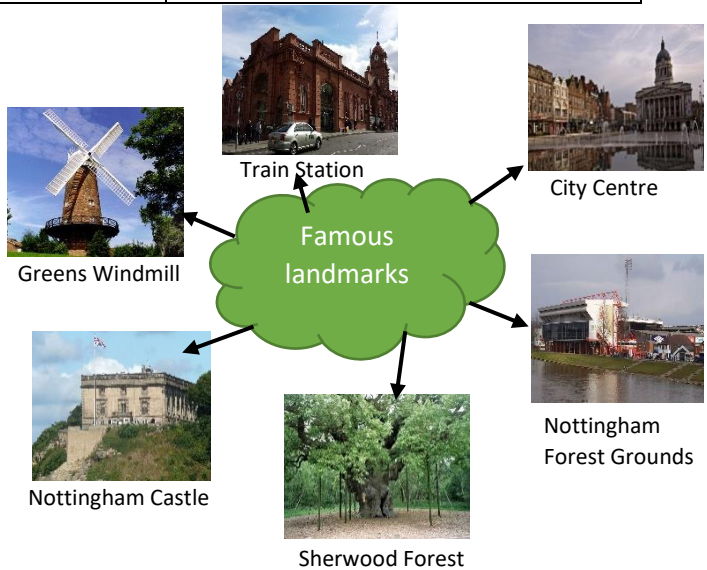 Train Station
City Centre
Famous
landmarks
Greens Windmill
Nottingham
Forest Grounds
Nottingham Castle
Sherwood Forest